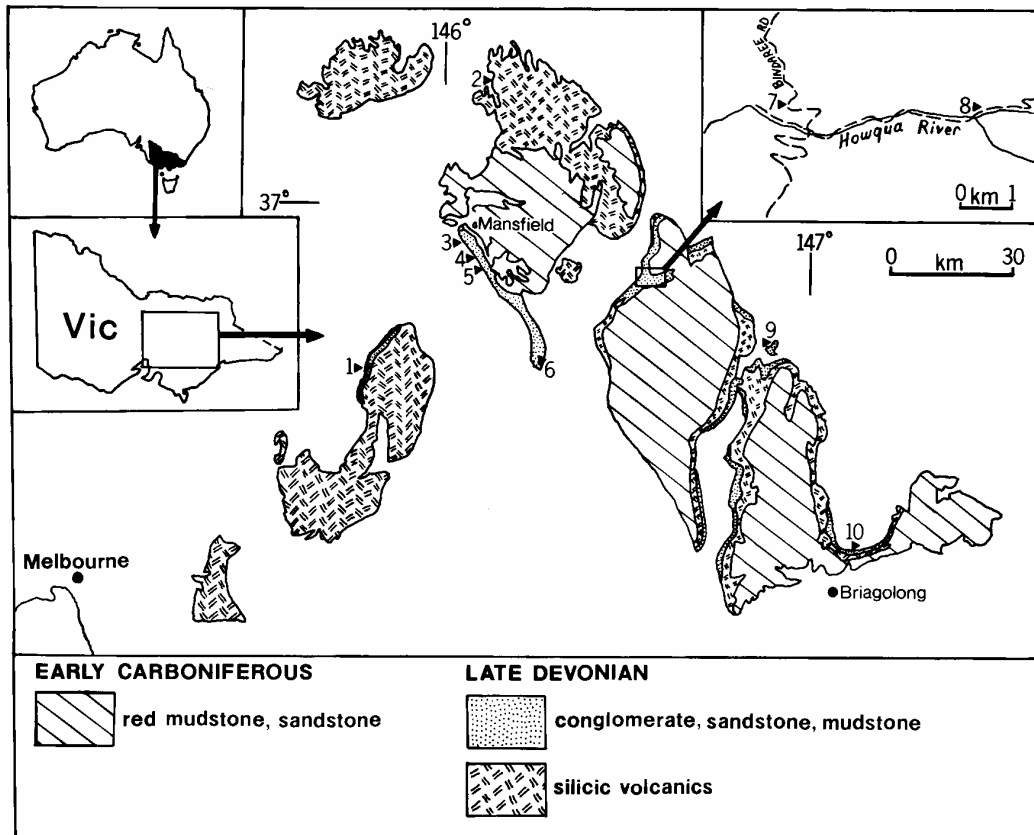 146°
2
BINDAREE RD
7
8
Howqua River
0 km 1
37°
Mansfield
3
4
5
147°
0 30
km
Vic
9
1
6
10
Melbourne
Briagolong
EARLY CARBONIFEROUS
red mudstone, sandstone
LATE DEVONIAN
conglomerate, sandstone, mudstone
silicic volcanics